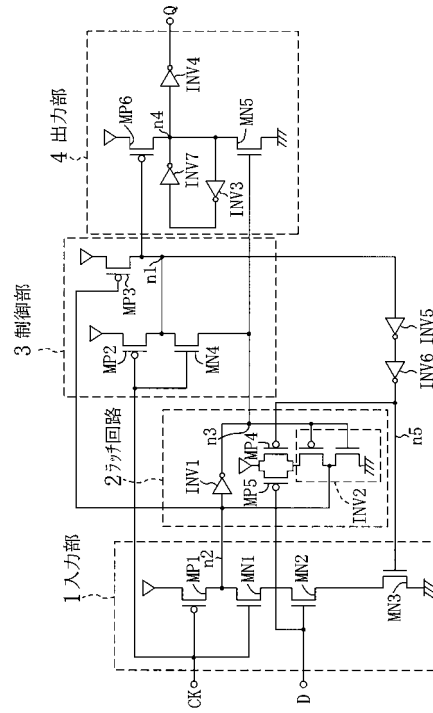 1 入力部
2 ラッチ回路
3 制御部
4 出力部
CK
D
Q
MP1
MN1
MN2
MN3
n2
INV1
n3
MP4
MP5
INV2
n5
MP2
MN4
MP3
n1
INV6 INV5
MP6
n4
INV4
INV7
INV3
MN5